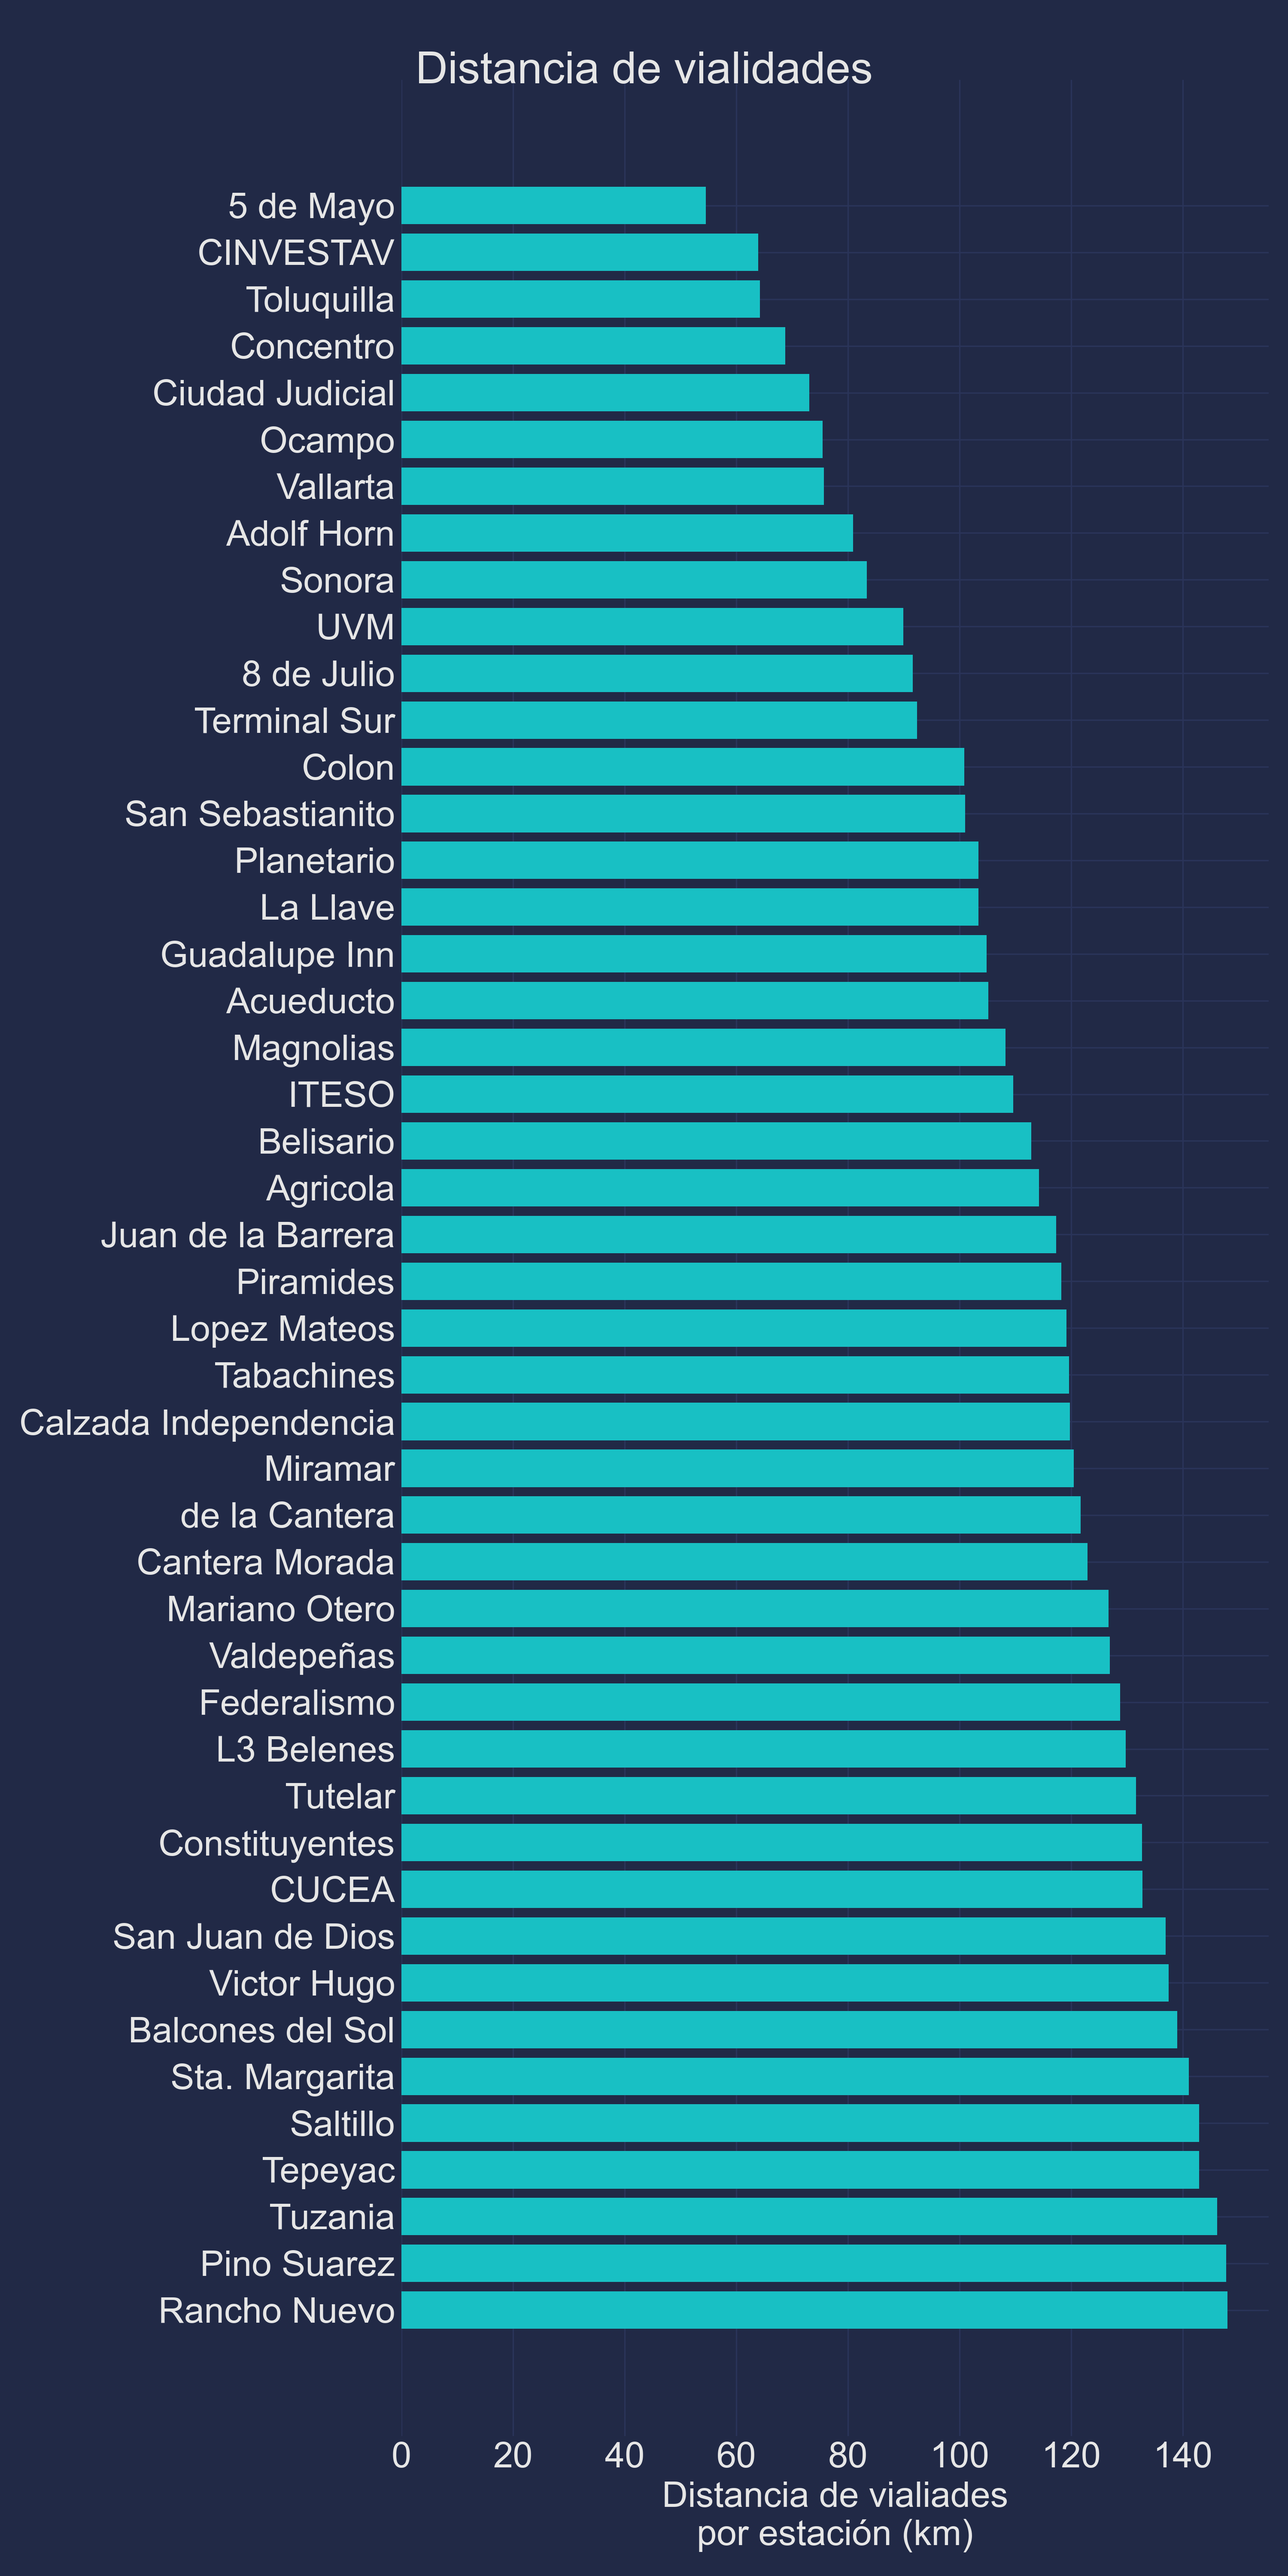 Distancia de vialidades
5 de Mayo
CINVESTAV
Toluquilla
Concentro
Ciudad Judicial
Ocampo
Vallarta
Adolf Horn
Sonora
UVM
8 de Julio
Terminal Sur
Colon
San Sebastianito
Planetario
La Llave
Guadalupe Inn
Acueducto
Magnolias
ITESO
Belisario
Agricola
Juan de la Barrera
Piramides
Lopez Mateos
Tabachines
Calzada Independencia
Miramar
de la Cantera
Cantera Morada
Mariano Otero
Valdepeñas
Federalismo
L3 Belenes
Tutelar
Constituyentes
CUCEA
San Juan de Dios
Victor Hugo
Balcones del Sol
Sta. Margarita
Saltillo
Tepeyac
Tuzania
Pino Suarez
Rancho Nuevo
0 20 40 60 80 100 120 140
Distancia de vialiades
por estación (km)